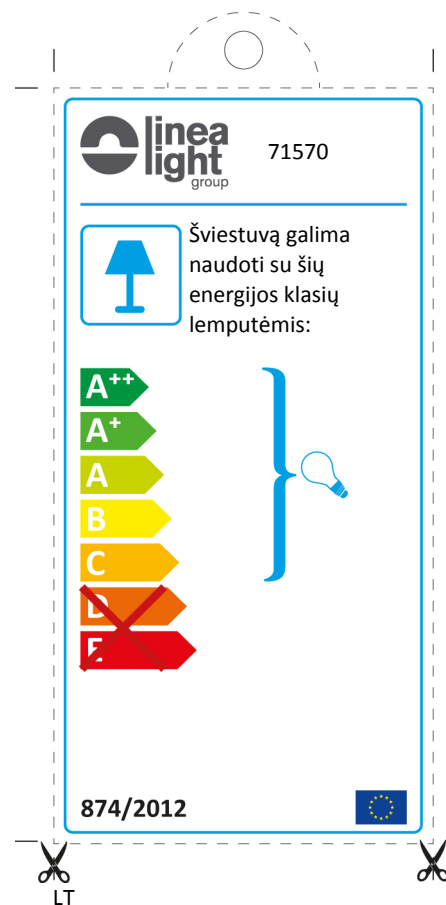 linea
light
group
71570
Šviestuvą galima
naudoti su šių
energijos klasių
lemputėmis:
A++
A+
A
B
C
D
E
874/2012
LT